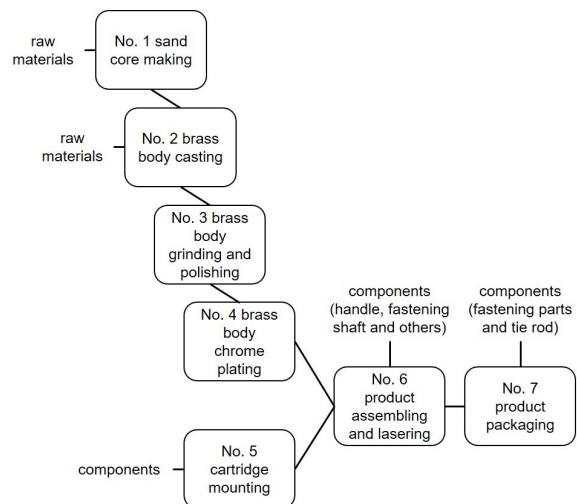 raw
materials
No. 1 sand
core making
raw
materials
No. 2 brass
body casting
No. 3 brass
body
grinding and
polishing
No. 4 brass
body
chrome
plating
components
(handle, fastening
shaft and others)
components
(fastening parts
and tie rod)
No. 6
product
assembling
and lasering
No. 7
product
packaging
components
No. 5
cartridge
mounting